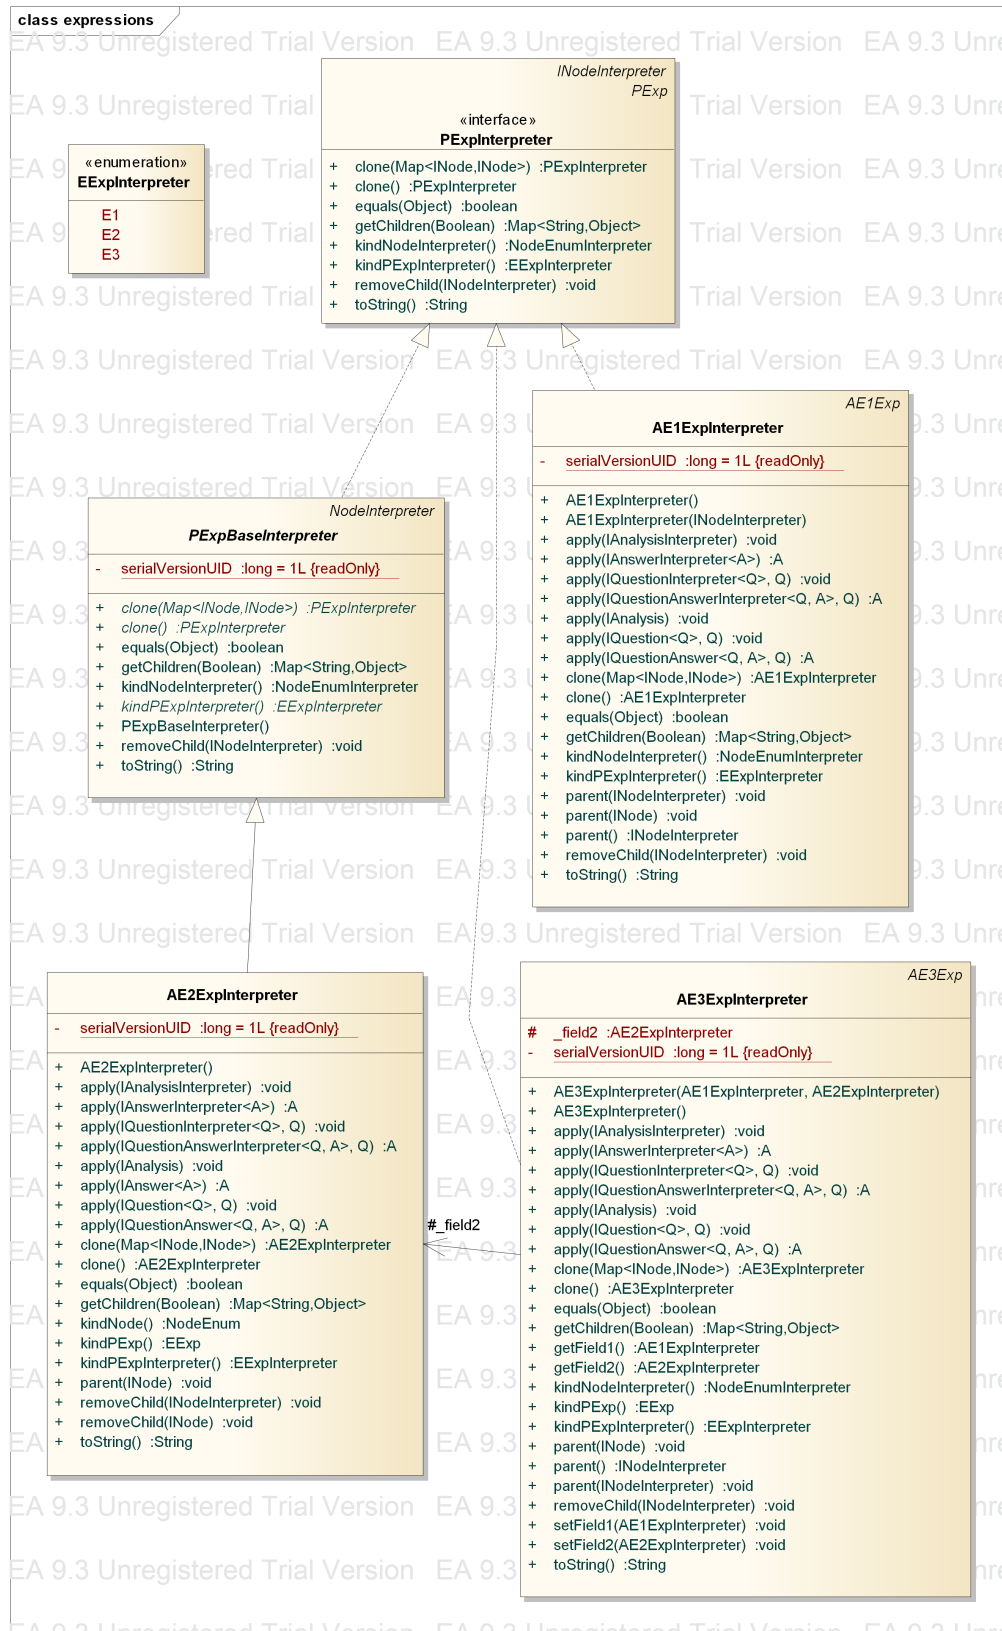 class expressions
EA 9.3 Unregistered Trial Version EA 9.3 Unregistered Trial Version
INodeInterpreter
PExp
«interface»
PExpInterpreter
+ clone(Map<INode,INode>) :PExpInterpreter
+ clone() :PExpInterpreter
+ equals(Object) :boolean
+ getChildren(Boolean) :Map<String,Object>
+ kindNodeInterpreter() :NodeEnumInterpreter
+ kindPExpInterpreter() :EExpInterpreter
+ removeChild(INodeInterpreter) :void
+ toString() :String
«enumeration»
EExpInterpreter
E1
E2
E3
AE1Exp
AE1ExpInterpreter
- serialVersionUID :long = 1L {readOnly}
+ AE1ExpInterpreter()
+ AE1ExpInterpreter(INodeInterpreter)
+ apply(IAnalysisInterpreter) :void
+ apply(IAnswerInterpreter<A>) :A
+ apply(IQuestionInterpreter<Q>, Q) :void
+ apply(IQuestionAnswerInterpreter<Q, A>, Q) :A
+ apply(IAnalysis) :void
+ apply(IQuestion<Q>, Q) :void
+ apply(IQuestionAnswer<Q, A>, Q) :A
+ clone(Map<INode,INode>) :AE1ExpInterpreter
+ clone() :AE1ExpInterpreter
+ equals(Object) :boolean
+ getChildren(Boolean) :Map<String,Object>
+ kindNodeInterpreter() :NodeEnumInterpreter
+ kindPExpInterpreter() :EExpInterpreter
+ parent(INodeInterpreter) :void
+ parent(INode) :void
+ parent() :INodeInterpreter
+ removeChild(INodeInterpreter) :void
+ toString() :String
NodeInterpreter
PExpBaseInterpreter
- serialVersionUID :long = 1L {readOnly}
+ clone(Map<INode,INode>) :PExpInterpreter
+ clone() :PExpInterpreter
+ equals(Object) :boolean
+ getChildren(Boolean) :Map<String,Object>
+ kindNodeInterpreter() :NodeEnumInterpreter
+ kindPExpInterpreter() :EExpInterpreter
+ PExpBaseInterpreter()
+ removeChild(INodeInterpreter) :void
+ toString() :String
AE2ExpInterpreter
- serialVersionUID :long = 1L {readOnly}
+ AE2ExpInterpreter()
+ apply(IAnalysisInterpreter) :void
+ apply(IAnswerInterpreter<A>) :A
+ apply(IQuestionInterpreter<Q>, Q) :void
+ apply(IQuestionAnswerInterpreter<Q, A>, Q) :A
+ apply(IAnalysis) :void
+ apply(IAnswer<A>) :A
+ apply(IQuestion<Q>, Q) :void
+ apply(IQuestionAnswer<Q, A>, Q) :A
+ clone(Map<INode,INode>) :AE2ExpInterpreter
+ clone() :AE2ExpInterpreter
+ equals(Object) :boolean
+ getChildren(Boolean) :Map<String,Object>
+ kindNode() :NodeEnum
+ kindPExp() :EExp
+ kindPExpInterpreter() :EExpInterpreter
+ parent(INode) :void
+ removeChild(INodeInterpreter) :void
+ removeChild(INode) :void
+ toString() :String
#_field2
AE3Exp
AE3ExpInterpreter
# _field2 :AE2ExpInterpreter
- serialVersionUID :long = 1L {readOnly}
+ AE3ExpInterpreter(AE1ExpInterpreter, AE2ExpInterpreter)
+ AE3ExpInterpreter()
+ apply(IAnalysisInterpreter) :void
+ apply(IAnswerInterpreter<A>) :A
+ apply(IQuestionInterpreter<Q>, Q) :void
+ apply(IQuestionAnswerInterpreter<Q, A>, Q) :A
+ apply(IAnalysis) :void
+ apply(IQuestion<Q>, Q) :void
+ apply(IQuestionAnswer<Q, A>, Q) :A
+ clone(Map<INode,INode>) :AE3ExpInterpreter
+ clone() :AE3ExpInterpreter
+ equals(Object) :boolean
+ getChildren(Boolean) :Map<String,Object>
+ getField1() :AE1ExpInterpreter
+ getField2() :AE2ExpInterpreter
+ kindNodeInterpreter() :NodeEnumInterpreter
+ kindPExp() :EExp
+ kindPExpInterpreter() :EExpInterpreter
+ parent(INode) :void
+ parent() :INodeInterpreter
+ parent(INodeInterpreter) :void
+ removeChild(INodeInterpreter) :void
+ setField1(AE1ExpInterpreter) :void
+ setField2(AE2ExpInterpreter) :void
+ toString() :String